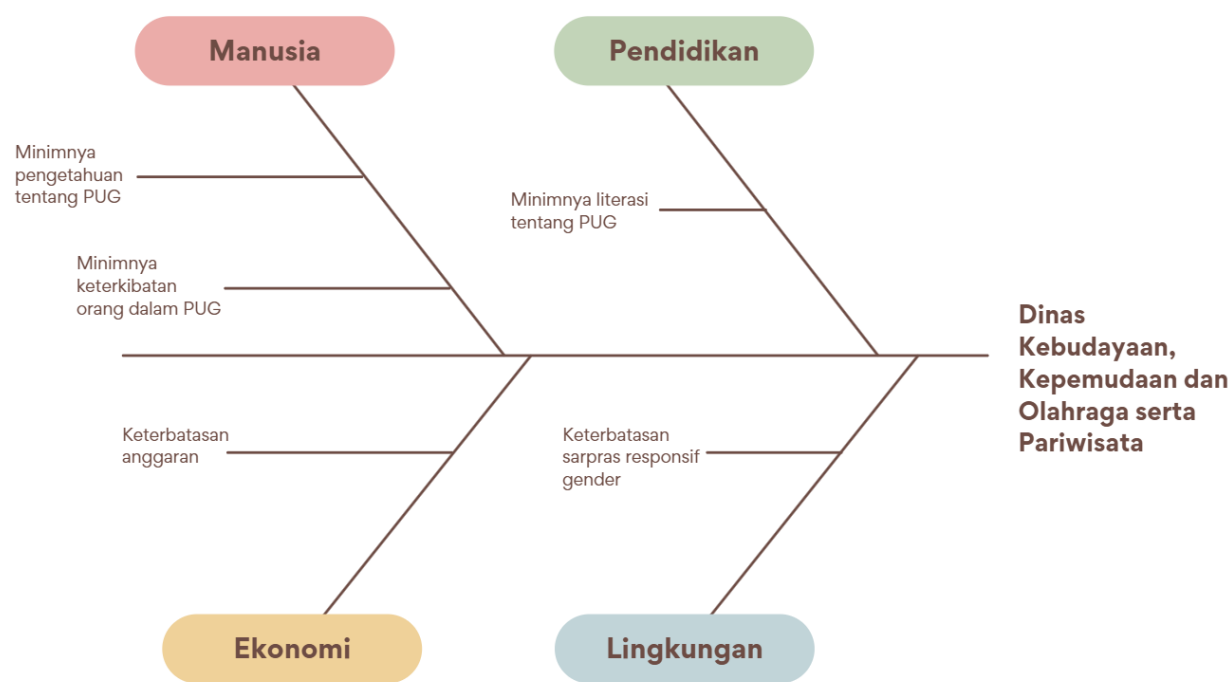 Manusia
Pendidikan
Minimnya
pengetahuan
tentang PUG
Minimnya literasi
tentang PUG
Minimnya
keterkibatan
orang dalam PUG
Dinas
Kebudayaan,
Kepemudaan dan
Olahraga serta
Pariwisata
Keterbatasan
anggaran
Keterbatasan
sarpras responsif
gender
Ekonomi
Lingkungan